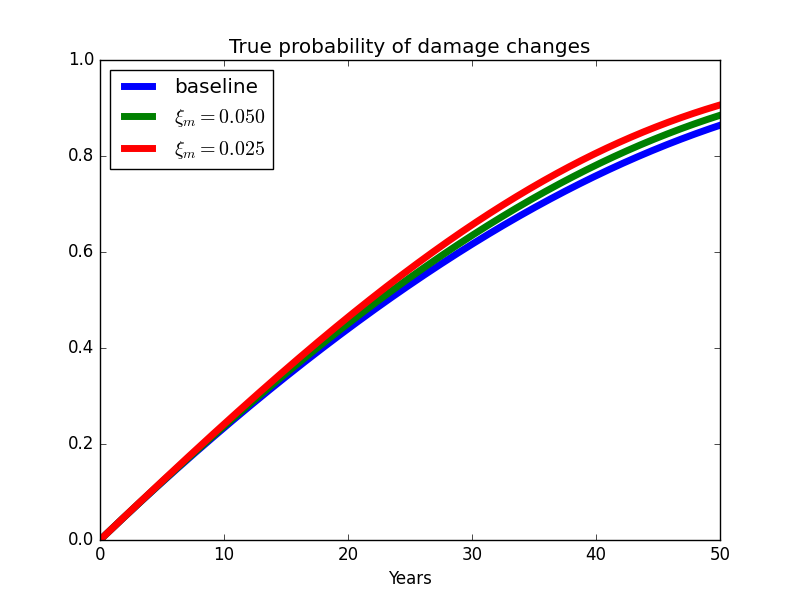 True probability of damage changes
1.0
0.8
0.6
0.4
0.2
0.0
baseline
ξₘ = 0.050
ξₘ = 0.025
0 10 20 30 40 50
Years